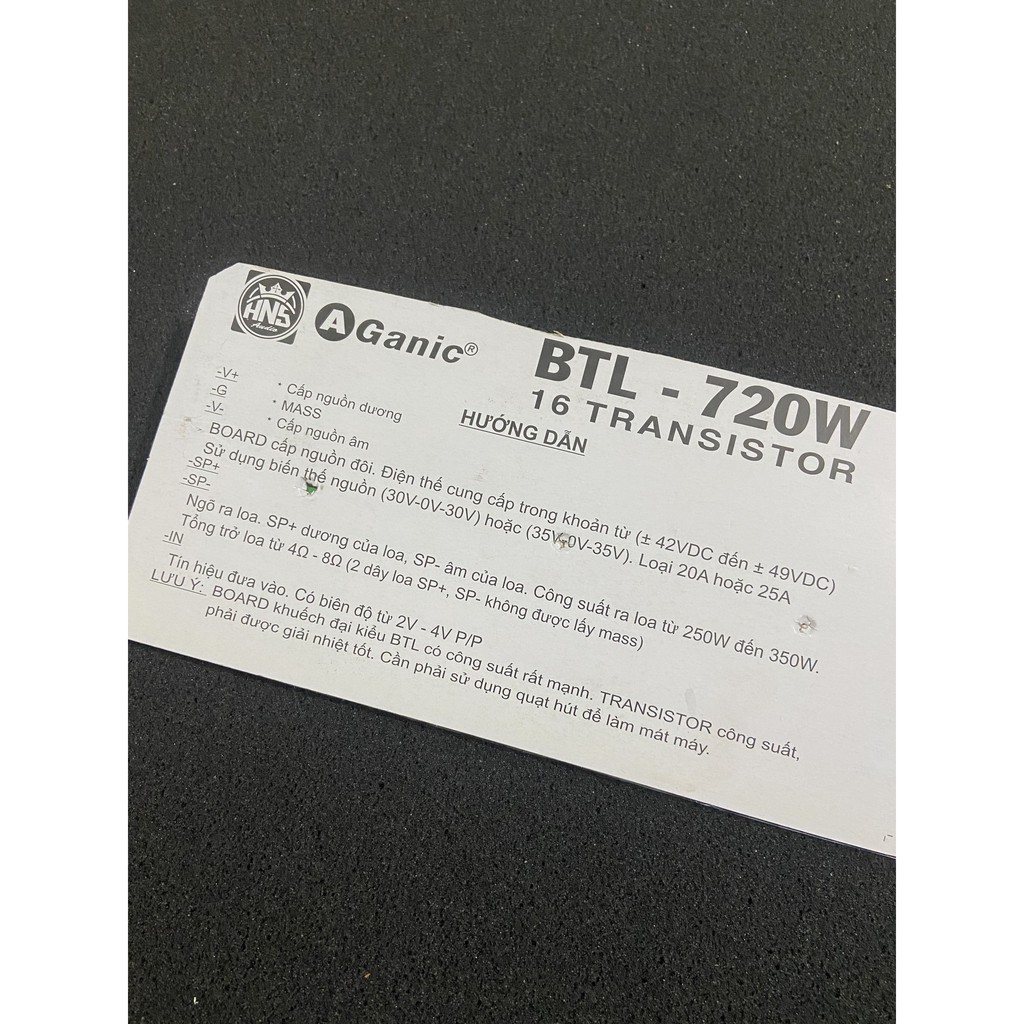 HNS
Audio
AGanic®
BTL - 720W
16 TRANSISTOR
HƯỚNG DẪN
-V+ * Cấp nguồn dương
-G * MASS
-V- * Cấp nguồn âm
BOARD cấp nguồn đôi. Điện thế cung cấp trong khoản từ (± 42VDC đến ± 49VDC)
Sử dụng biến thế nguồn (30V-0V-30V) hoặc (35V-0V-35V). Loại 20A hoặc 25A
-SP+
-SP-
Ngõ ra loa. SP+ dương của loa, SP- âm của loa. Công suất ra loa từ 250W đến 350W.
Tổng trở loa từ 4Ω - 8Ω (2 dây loa SP+, SP- không được lấy mass)
-IN
Tín hiệu đưa vào. Có biên độ từ 2V - 4V P/P
LƯU Ý: BOARD khuếch đại kiểu BTL có công suất rất mạnh. TRANSISTOR công suất,
phải được giải nhiệt tốt. Cần phải sử dụng quạt hút để làm mát máy.